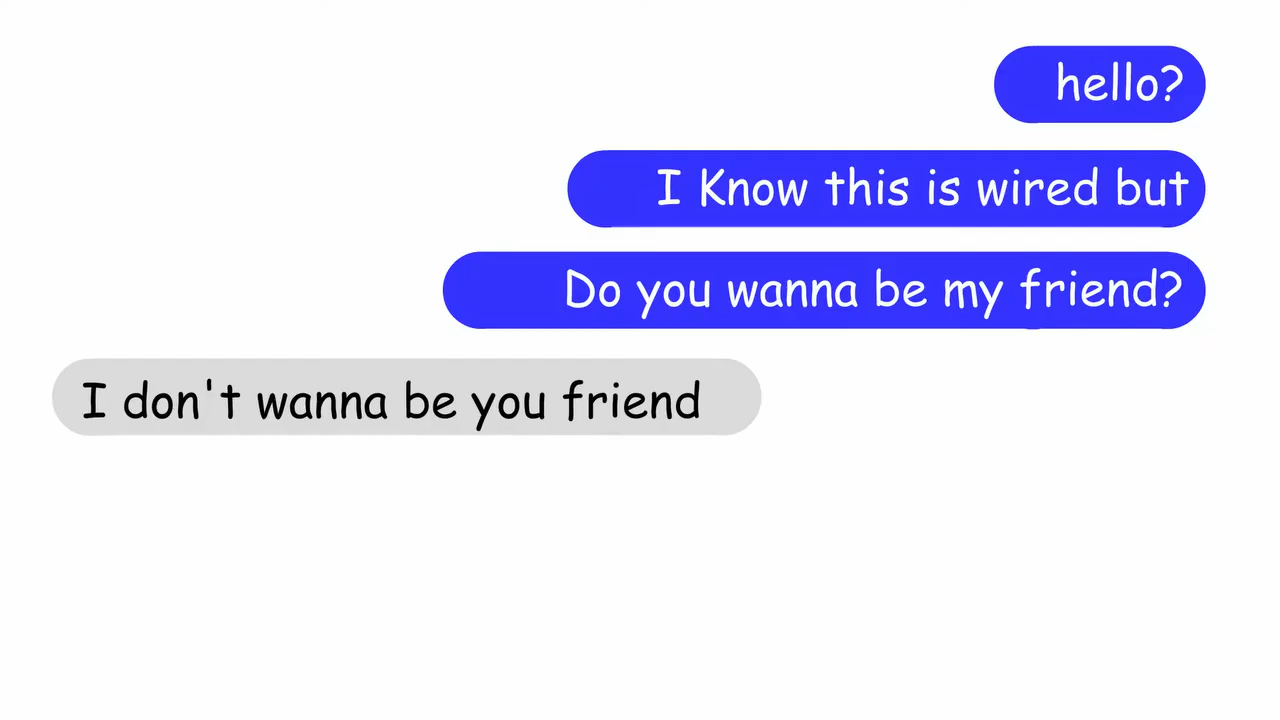 hello?
I Know this is wired but
Do you wanna be my friend?
I don't wanna be you friend